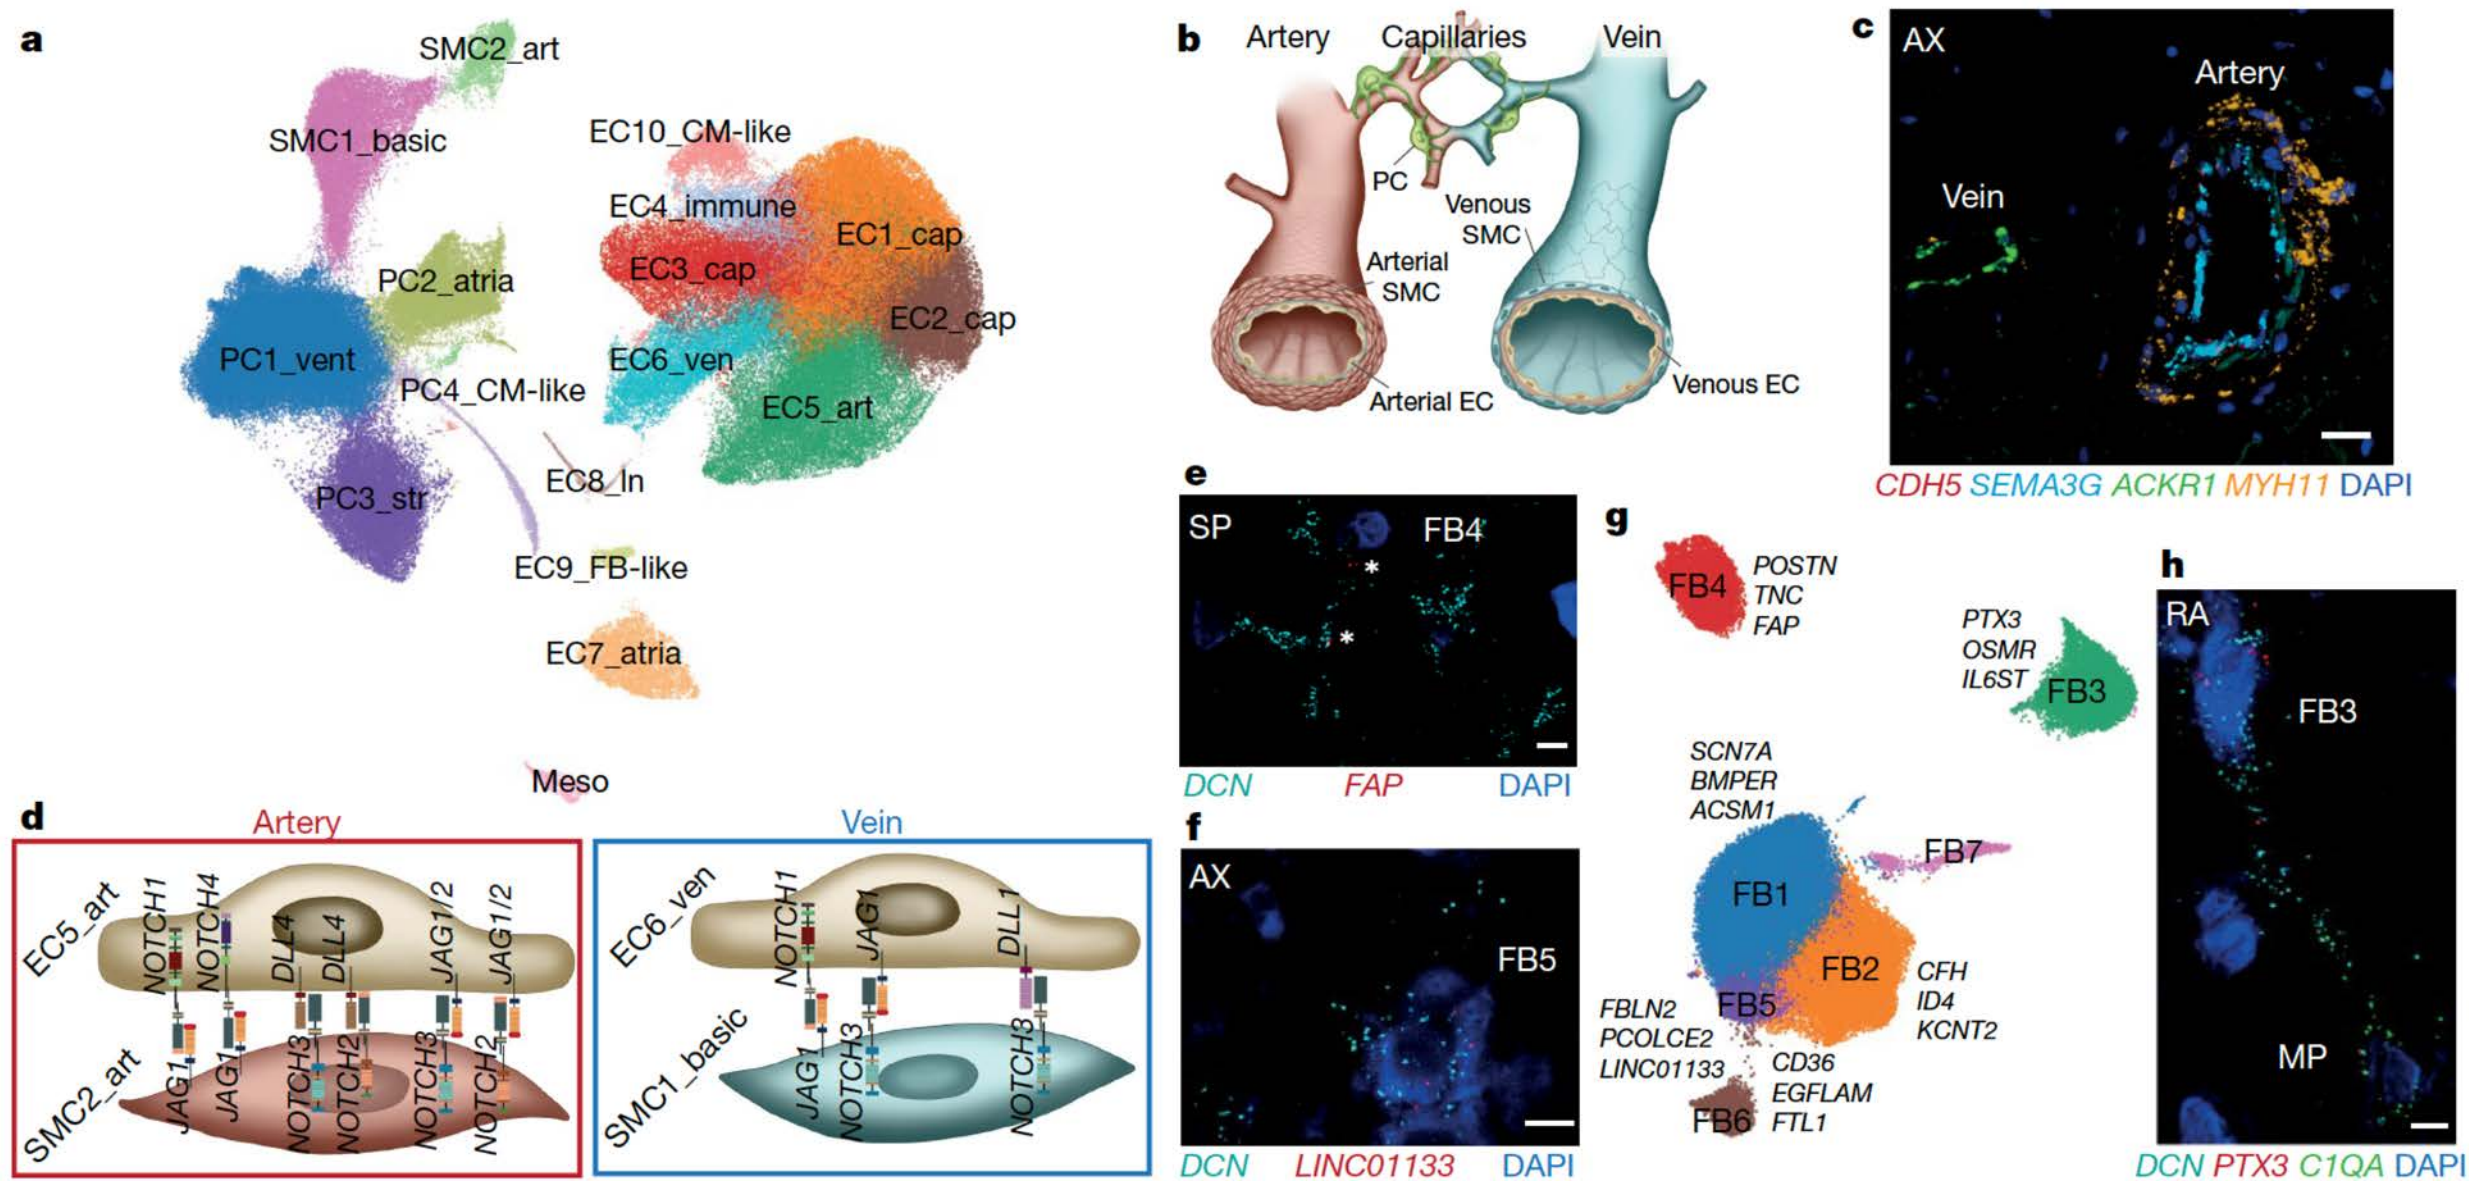 a
SMC2_art
SMC1_basic
EC10_CM-like
EC4_immune
EC1_cap
EC3_cap
PC2_atria
EC2_cap
PC1_vent
EC6_ven
PC4_CM-like
EC5_art
EC8_ln
PC3_str
EC9_FB-like
EC7_atria
Meso
b
Artery
Capillaries
Vein
PC
Venous
SMC
Arterial
SMC
Venous EC
Arterial EC
c
AX
Artery
Vein
CDH5 SEMA3G ACKR1 MYH11 DAPI
d
Artery
EC5_art
NOTCH1
NOTCH4
DLL4
DLL4
JAG1/2
JAG1/2
SMC2_art
JAG1
JAG1
NOTCH3
NOTCH2
NOTCH3
NOTCH2
Vein
EC6_ven
NOTCH1
JAG1
DLL1
SMC1_basic
JAG1
NOTCH3
NOTCH3
e
SP
FB4
*
*
DCN FAP DAPI
f
AX
FB5
DCN LINC01133 DAPI
g
FB4
POSTN
TNC
FAP
PTX3
OSMR
IL6ST
FB3
SCN7A
BMPER
ACSM1
FB7
FB1
FB2
CFH
ID4
KCNT2
FB5
FBLN2
PCOLCE2
LINC01133
CD36
EGFLAM
FTL1
FB6
h
RA
FB3
MP
DCN PTX3 C1QA DAPI